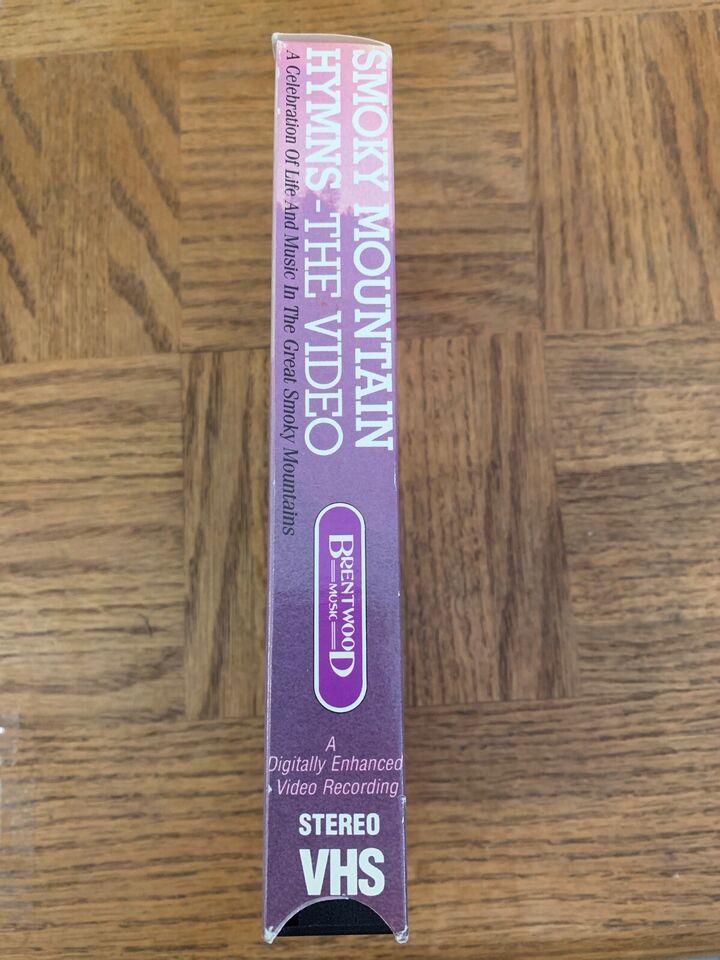 SMOKY MOUNTAIN
HYMNS - THE VIDEO
A Celebration Of Life And Music In The Great Smoky Mountains
BRENTWOOD
MUSIC
A
Digitally Enhanced
Video Recording
STEREO
VHS